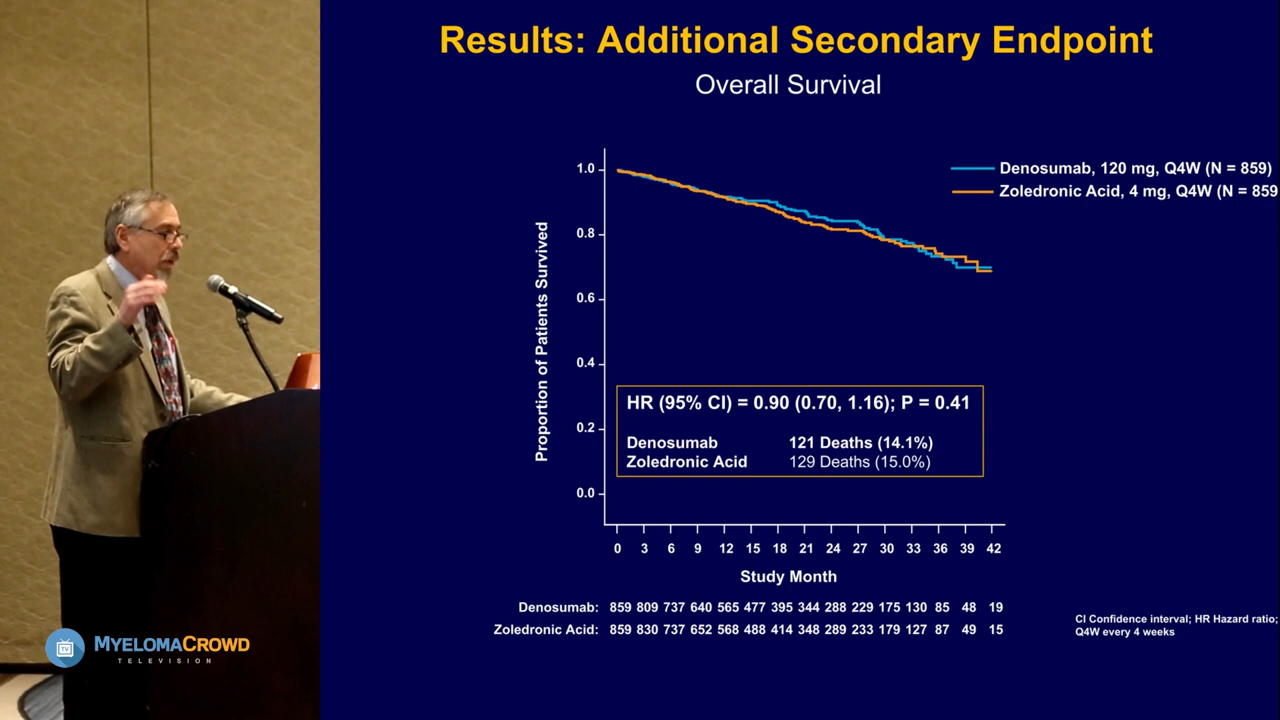 Results: Additional Secondary Endpoint
Overall Survival
Denosumab, 120 mg, Q4W (N = 859)
Zoledronic Acid, 4 mg, Q4W (N = 859
Proportion of Patients Survived
1.0
0.8
0.6
0.4
0.2
0.0
HR (95% CI) = 0.90 (0.70, 1.16); P = 0.41
Denosumab 121 Deaths (14.1%)
Zoledronic Acid 129 Deaths (15.0%)
0 3 6 9 12 15 18 21 24 27 30 33 36 39 42
Study Month
Denosumab: 859 809 737 640 565 477 395 344 288 229 175 130 85 48 19
Zoledronic Acid: 859 830 737 652 568 488 414 348 289 233 179 127 87 49 15
CI Confidence interval; HR Hazard ratio;
Q4W every 4 weeks
TV
MYELOMACROWD
TELEVISION